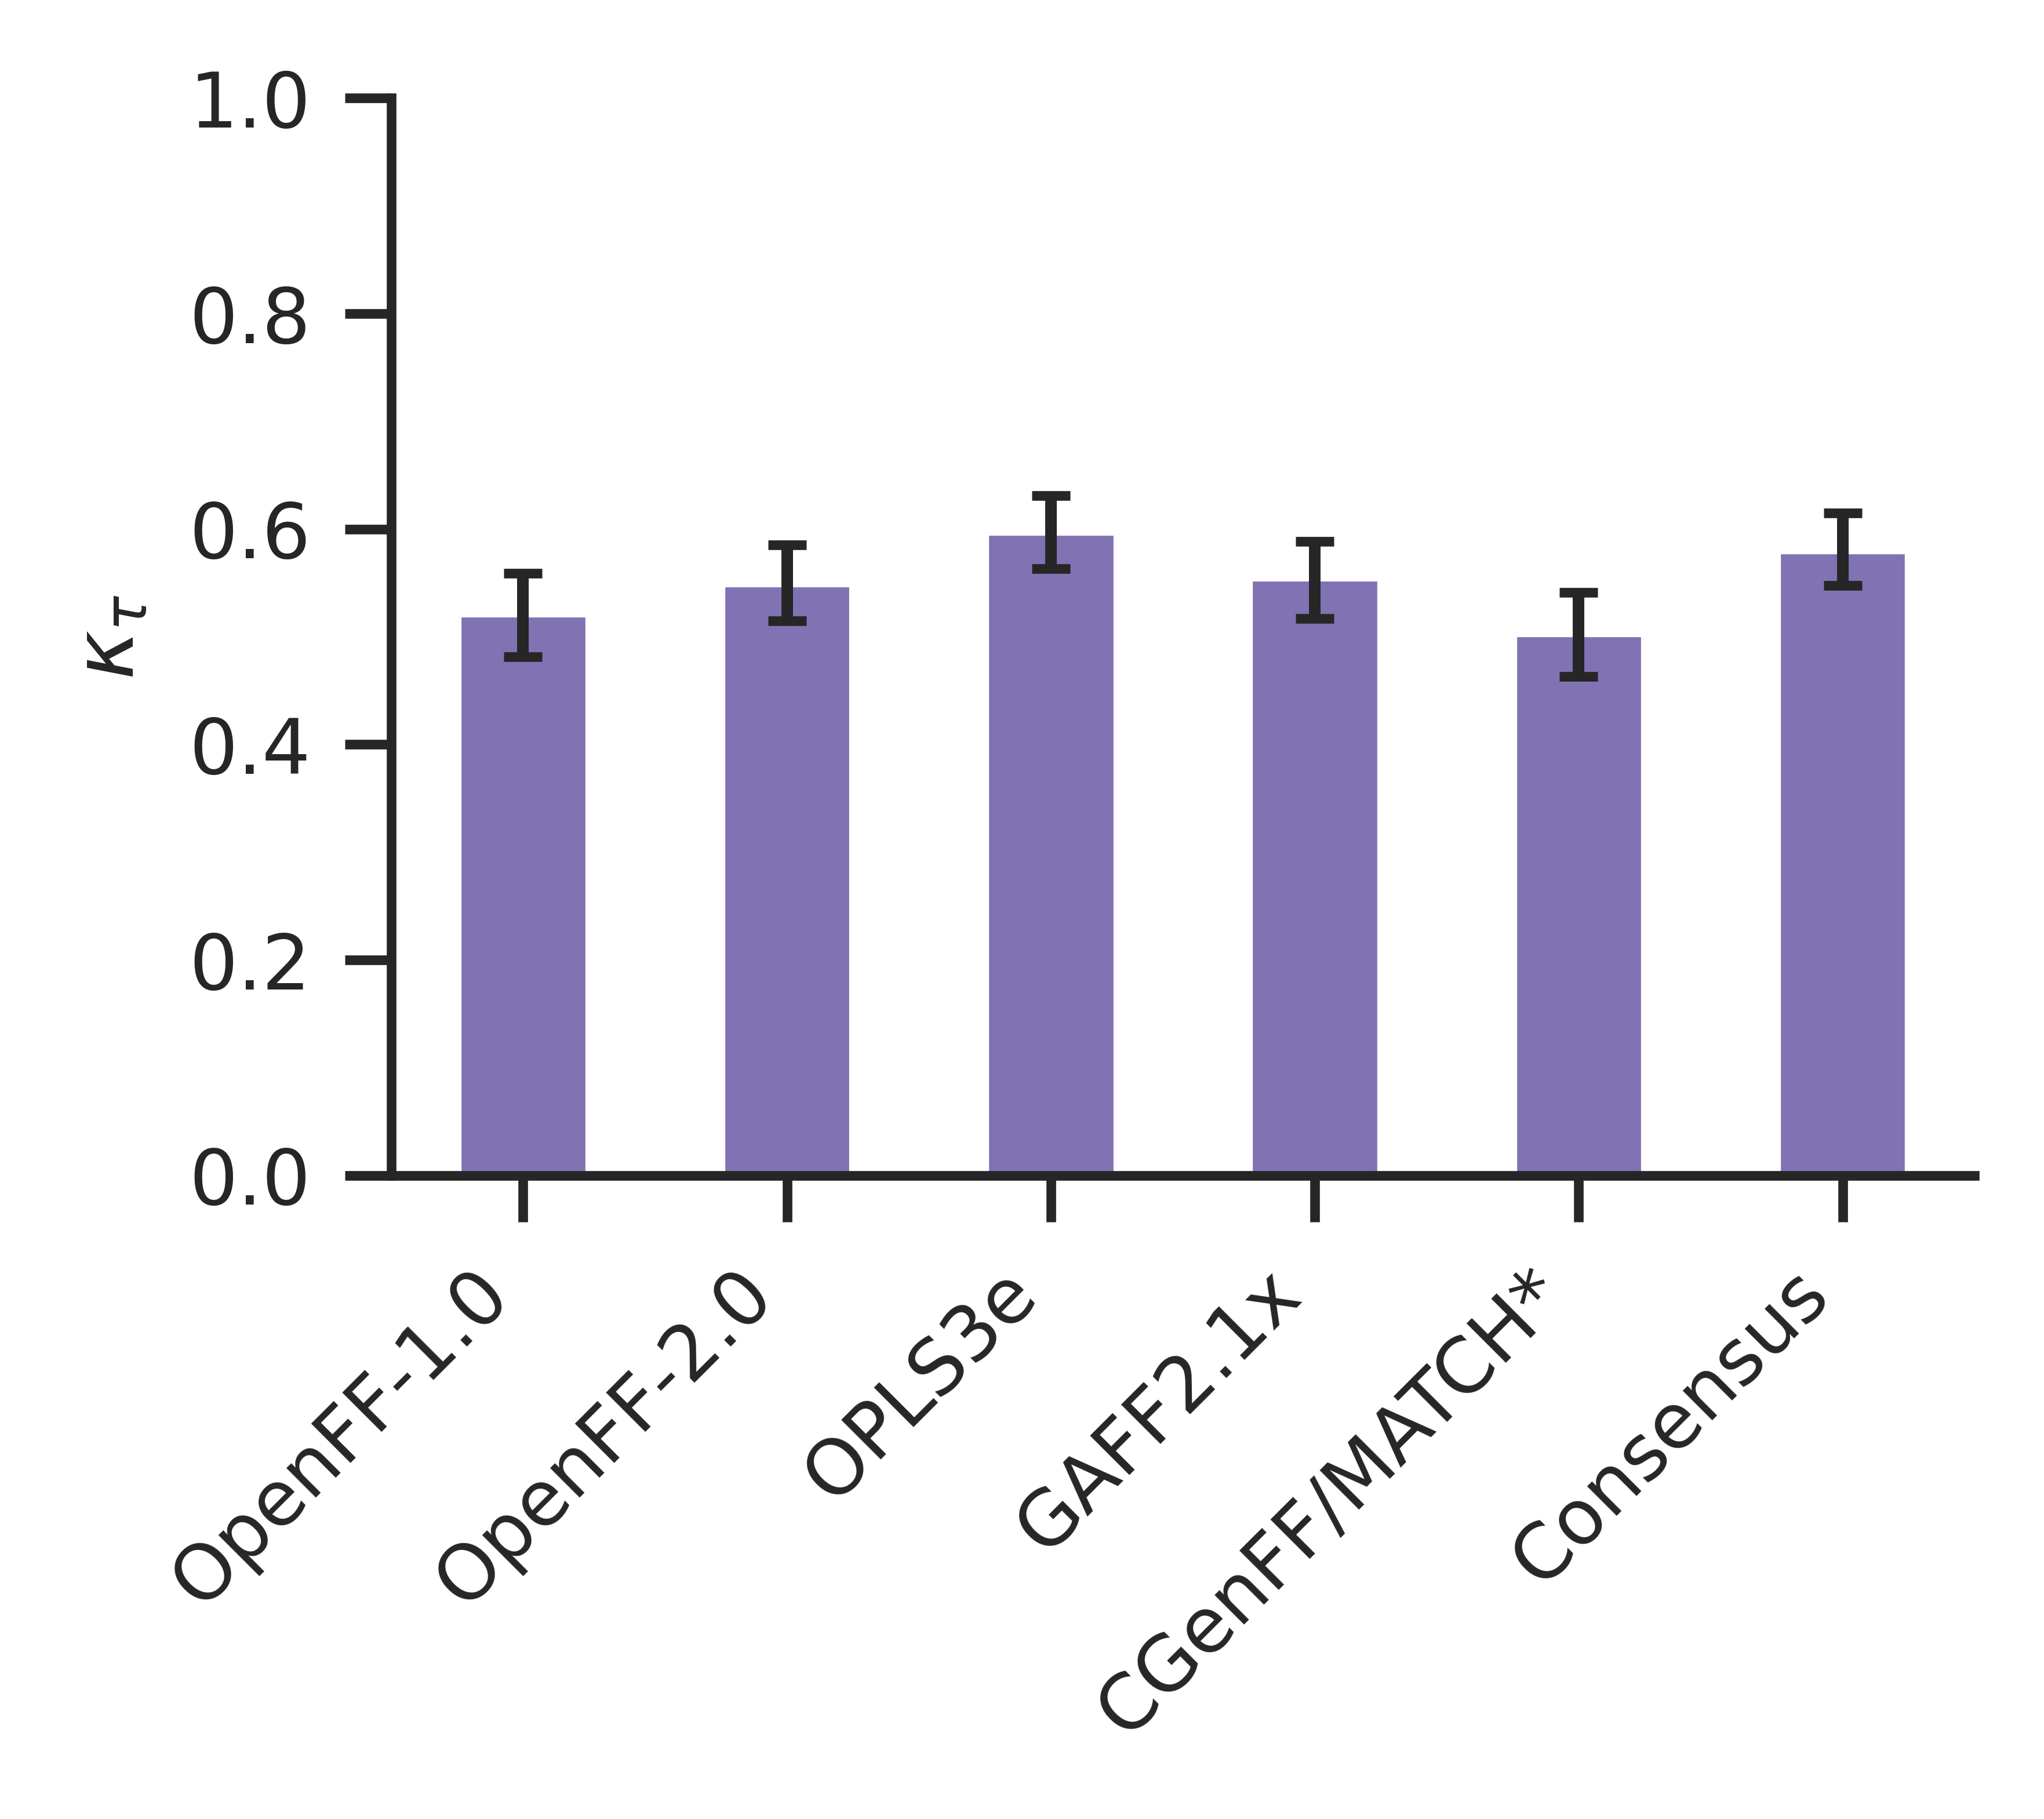 1.0
0.8
0.6
0.4
0.2
0.0
Kτ
OpenFF-1.0
OpenFF-2.0
OPLS3e
GAFF2.1x
CGenFF/MATCH*
Consensus